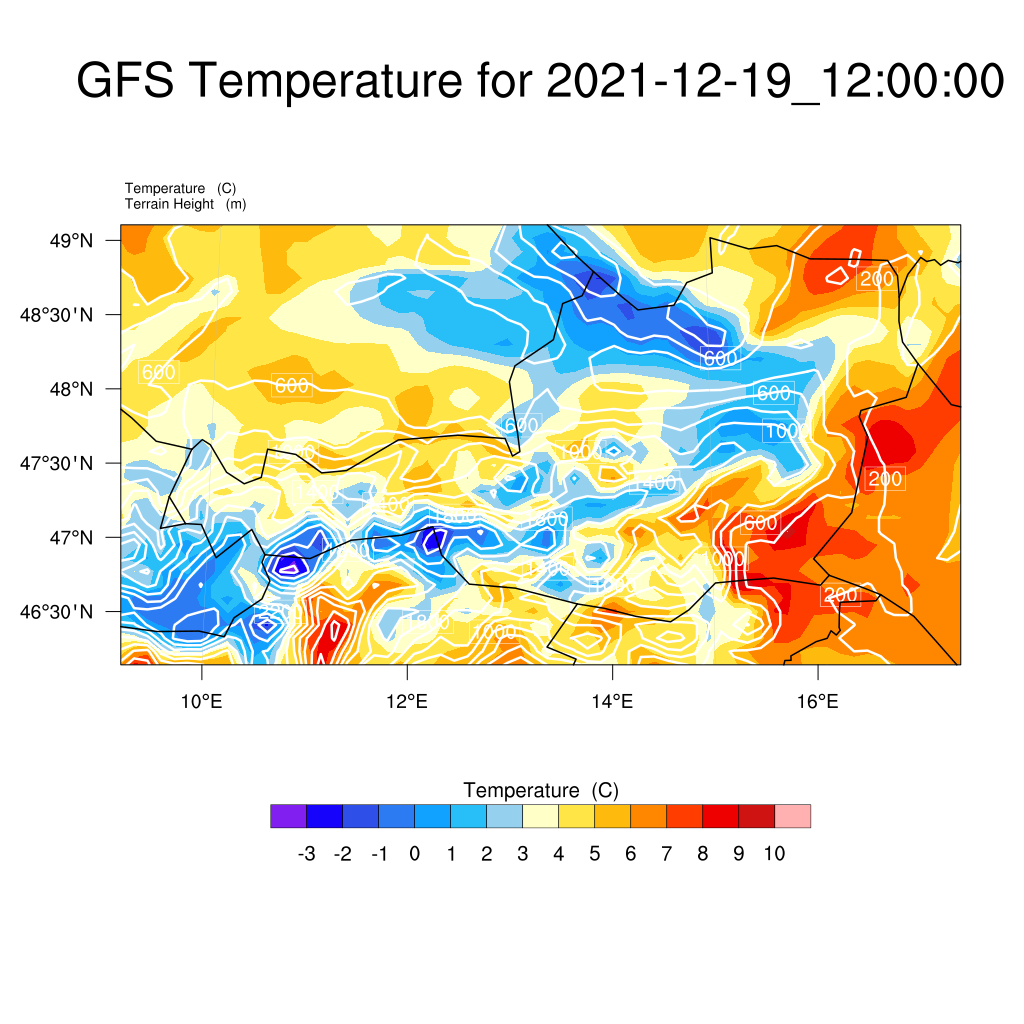 GFS Temperature for 2021-12-19_12:00:00
Temperature (C)
Terrain Height (m)
49°N
48°30'N
48°N
47°30'N
47°N
46°30'N
200
600
600
600
600
600
1000
1000
200
1400
600
200
1000
10°E
12°E
14°E
16°E
Temperature (C)
-3 -2 -1 0 1 2 3 4 5 6 7 8 9 10